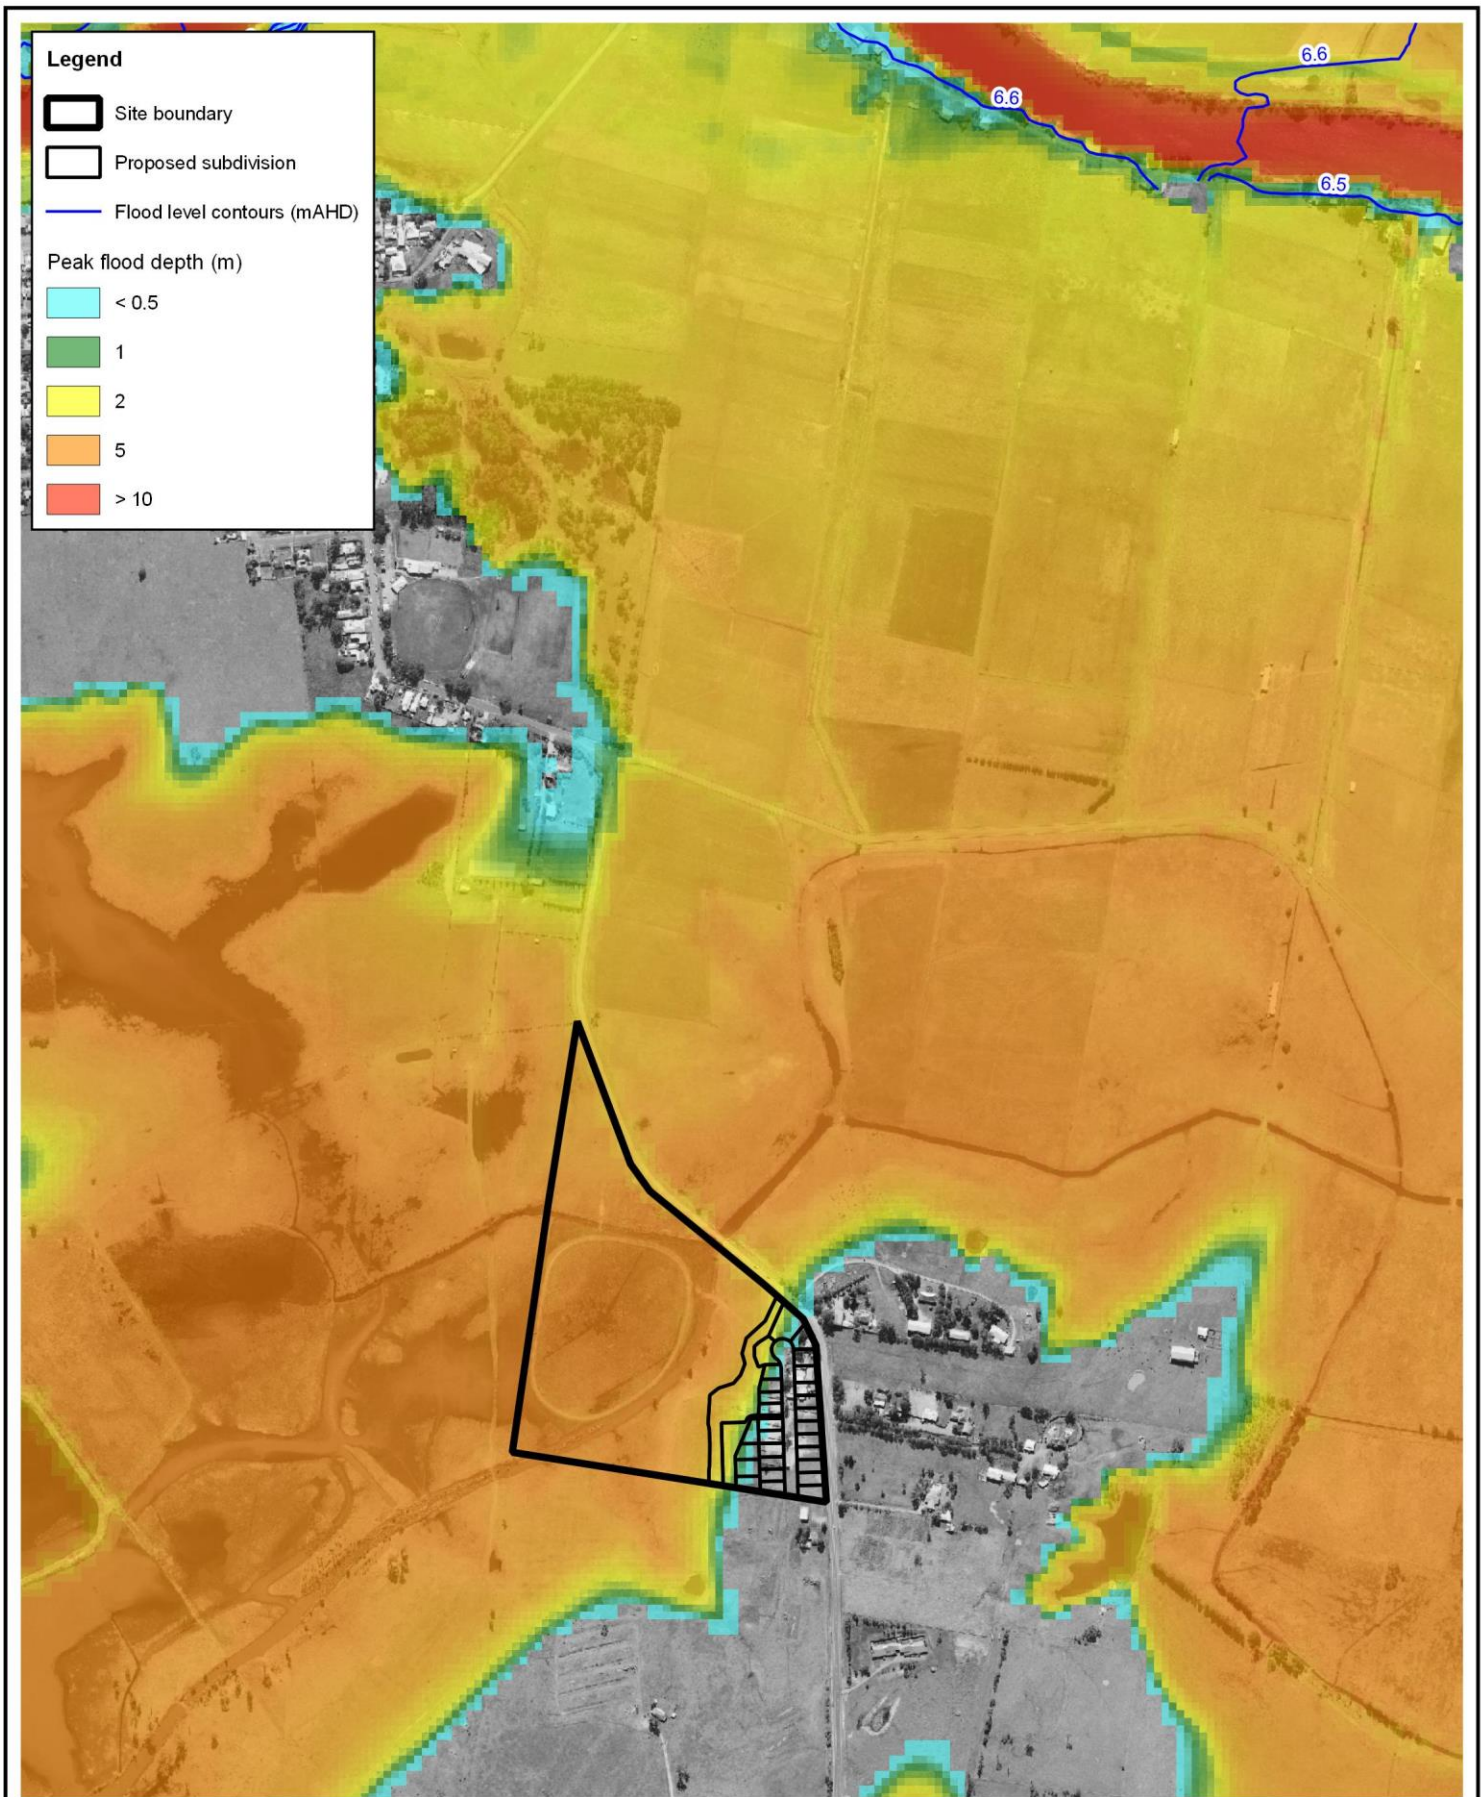 Legend
Site boundary
Proposed subdivision
Flood level contours (mAHD)
Peak flood depth (m)
< 0.5
1
2
5
> 10
6.6
6.6
6.5